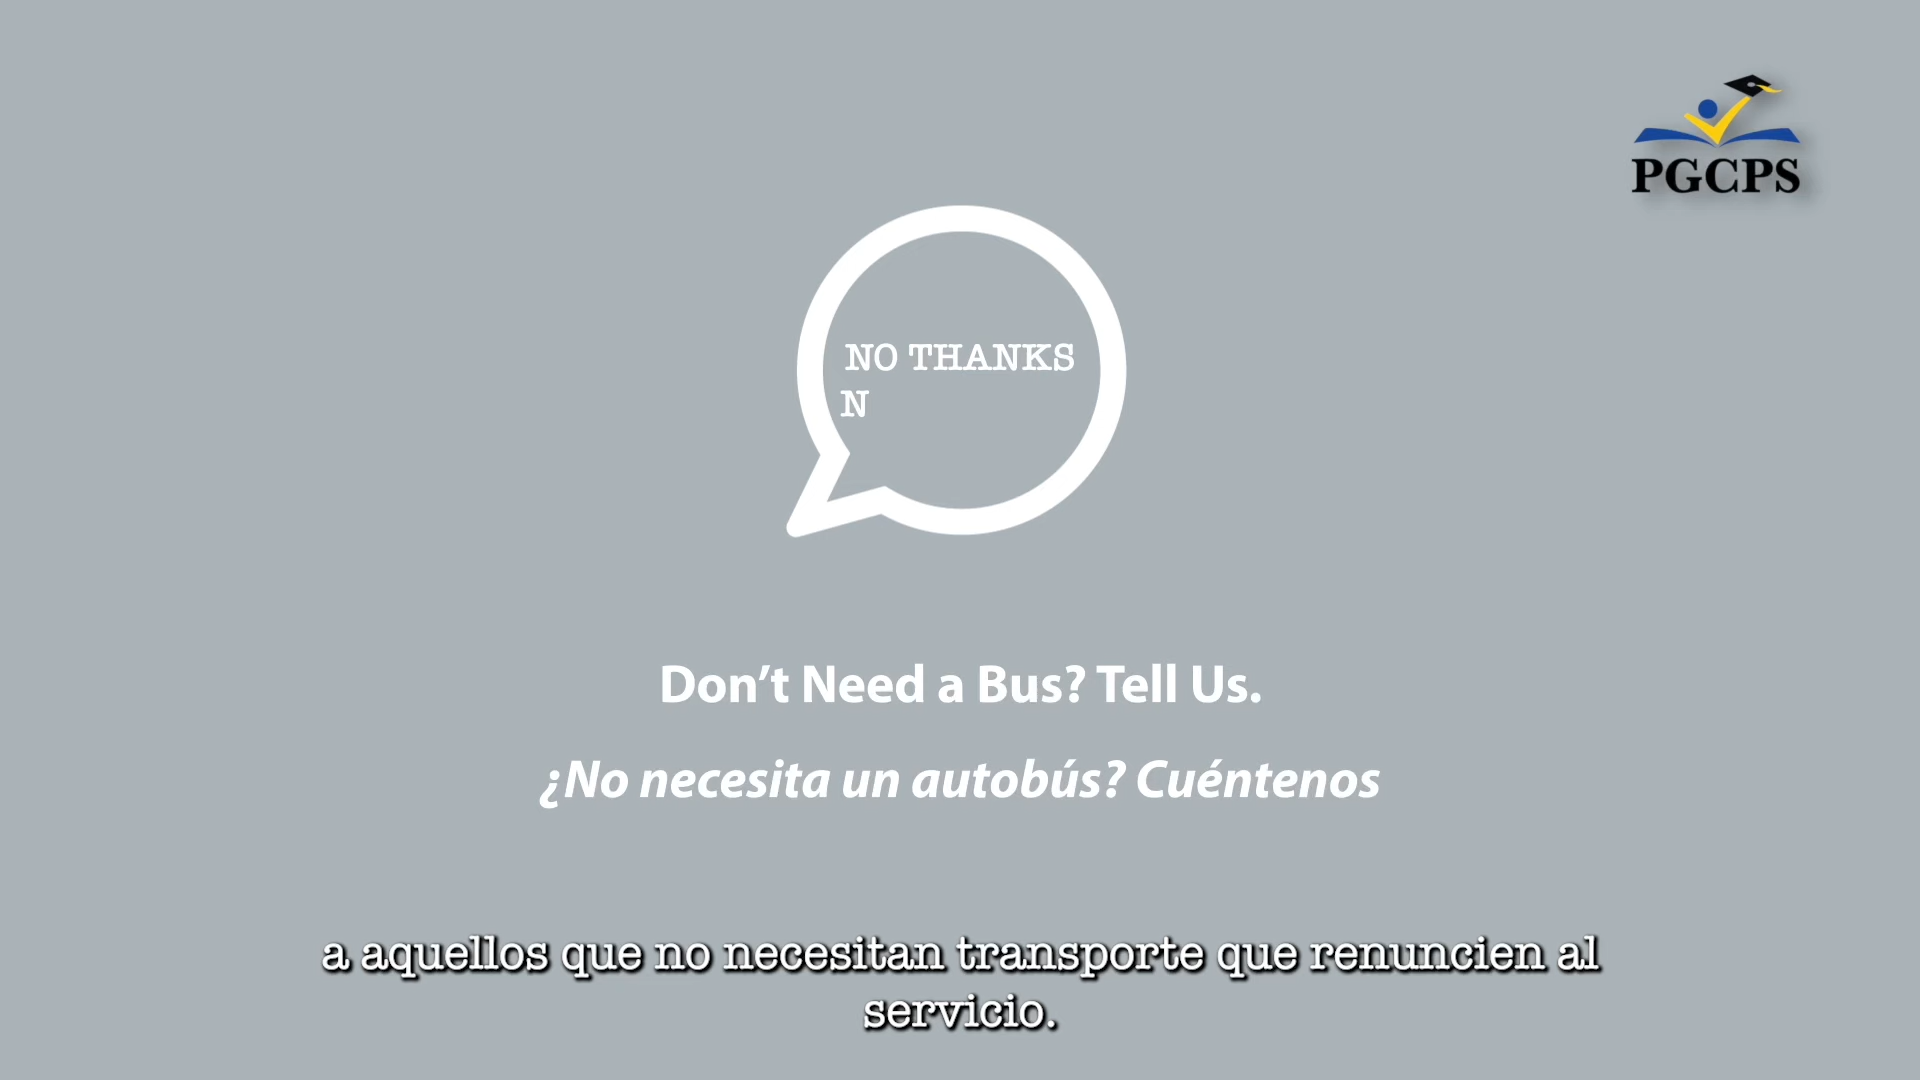 PGCPS
NO THANKS
N
Don’t Need a Bus? Tell Us.
¿No necesita un autobús? Cuéntenos
a aquellos que no necesitan transporte que renuncien al
servicio.